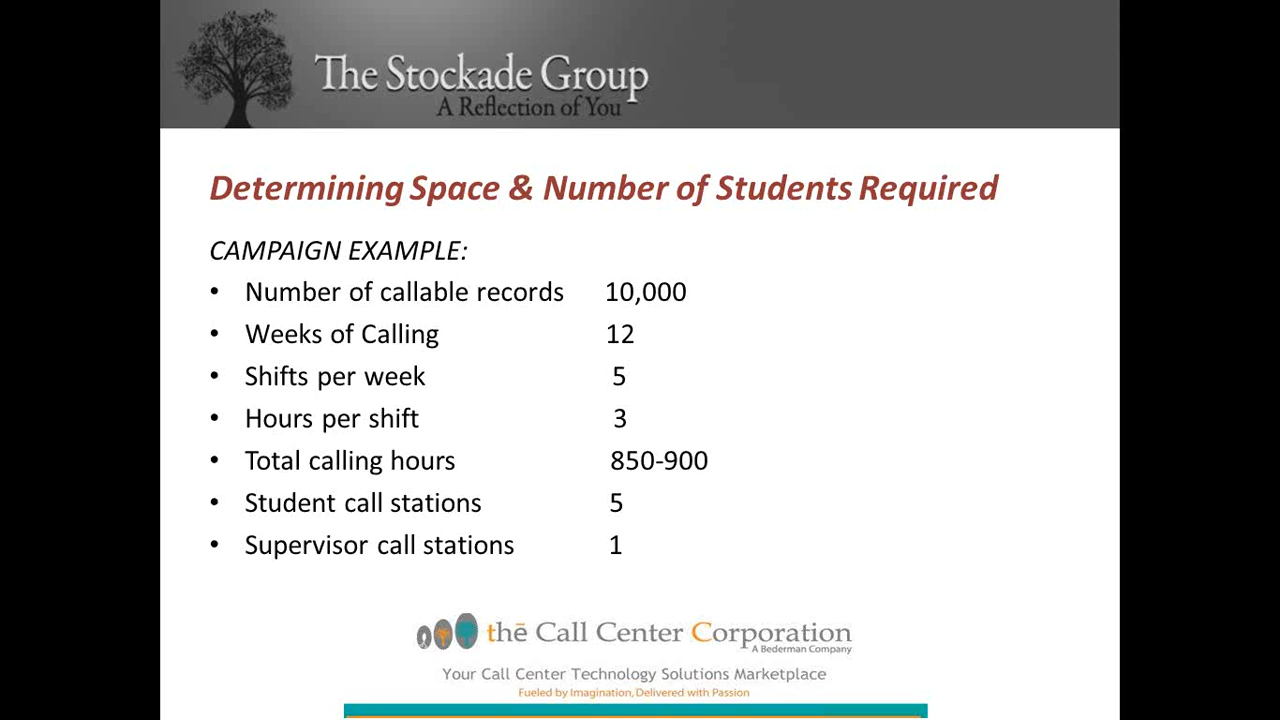 The Stockade Group
A Reflection of You
Determining Space & Number of Students Required
CAMPAIGN EXAMPLE:
• Number of callable records 10,000
• Weeks of Calling 12
• Shifts per week 5
• Hours per shift 3
• Total calling hours 850-900
• Student call stations 5
• Supervisor call stations 1
thē Call Center Corporation
A Bederman Company
Your Call Center Technology Solutions Marketplace
Fueled by Imagination, Delivered with Passion